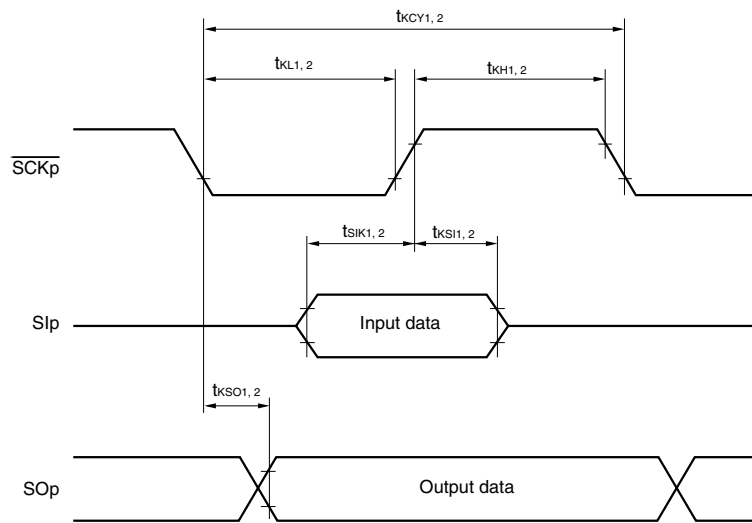 tKCY1, 2
tKL1, 2
tKH1, 2
SCKp
tSIK1, 2
tKSI1, 2
SIp
Input data
tKSO1, 2
SOp
Output data